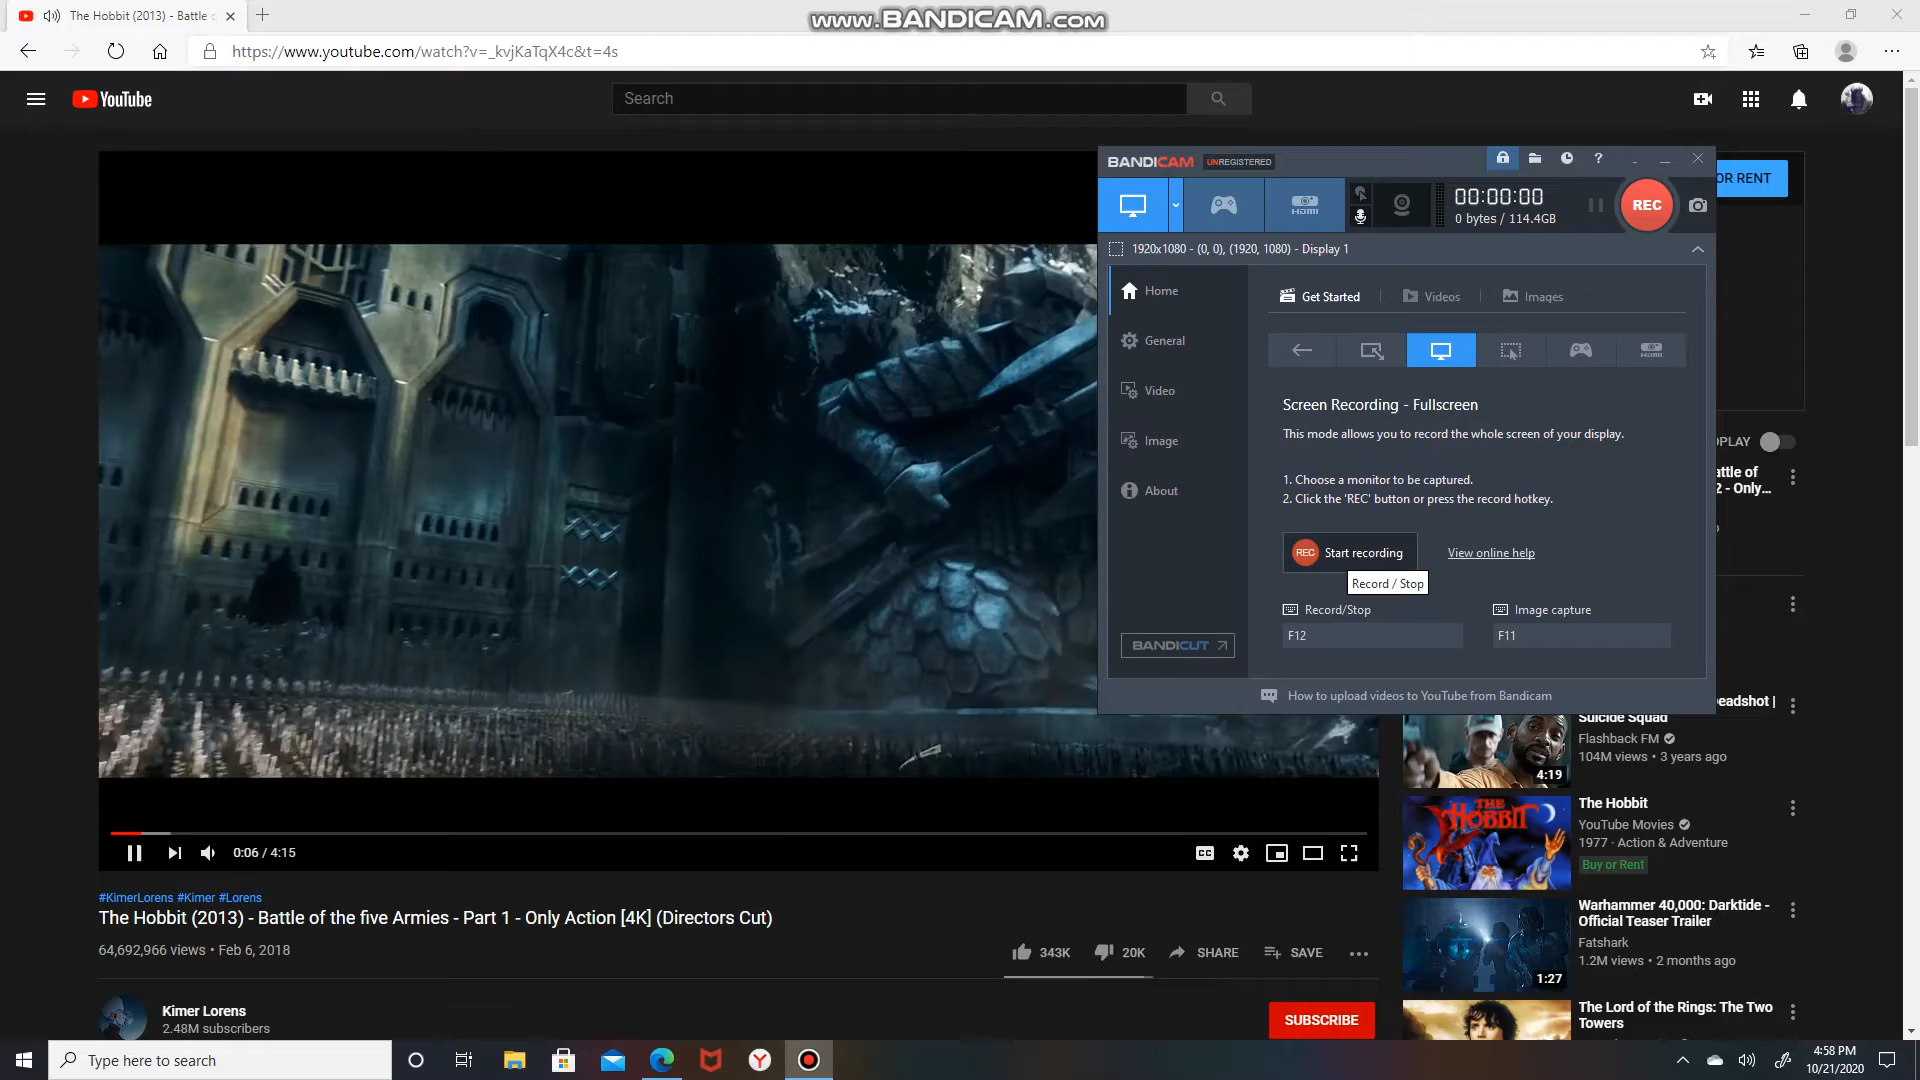 The Hobbit (2013) - Battle
www.BANDICAM.com
https://www.youtube.com/watch?v=_kvjKaTqX4c&t=4s
YouTube
Search
BANDICAM UNREGISTERED
?
OR RENT
HDMI
00:00:00
0 bytes / 114.4GB
REC
1920x1080 - (0, 0), (1920, 1080) - Display 1
Home
General
Video
Image
About
BANDICUT
Get Started
Videos
Images
HDMI
Screen Recording - Fullscreen
This mode allows you to record the whole screen of your display.
1. Choose a monitor to be captured.
2. Click the 'REC' button or press the record hotkey.
REC Start recording
View online help
Record / Stop
Record/Stop
Image capture
F12
F11
How to upload videos to YouTube from Bandicam
PLAY
attle of
2 - Only...
eadshot |
Suicide Squad
Flashback FM
104M views • 3 years ago
4:19
THE HOBBIT
The Hobbit
YouTube Movies
1977 · Action & Adventure
Buy or Rent
Warhammer 40,000: Darktide -
Official Teaser Trailer
Fatshark
1.2M views • 2 months ago
1:27
The Lord of the Rings: The Two
Towers
0:06 / 4:15
CC
#KimerLorens #Kimer #Lorens
The Hobbit (2013) - Battle of the five Armies - Part 1 - Only Action [4K] (Directors Cut)
64,692,966 views • Feb 6, 2018
343K
20K
SHARE
SAVE
Kimer Lorens
2.48M subscribers
SUBSCRIBE
Type here to search
Y
4:58 PM
10/21/2020